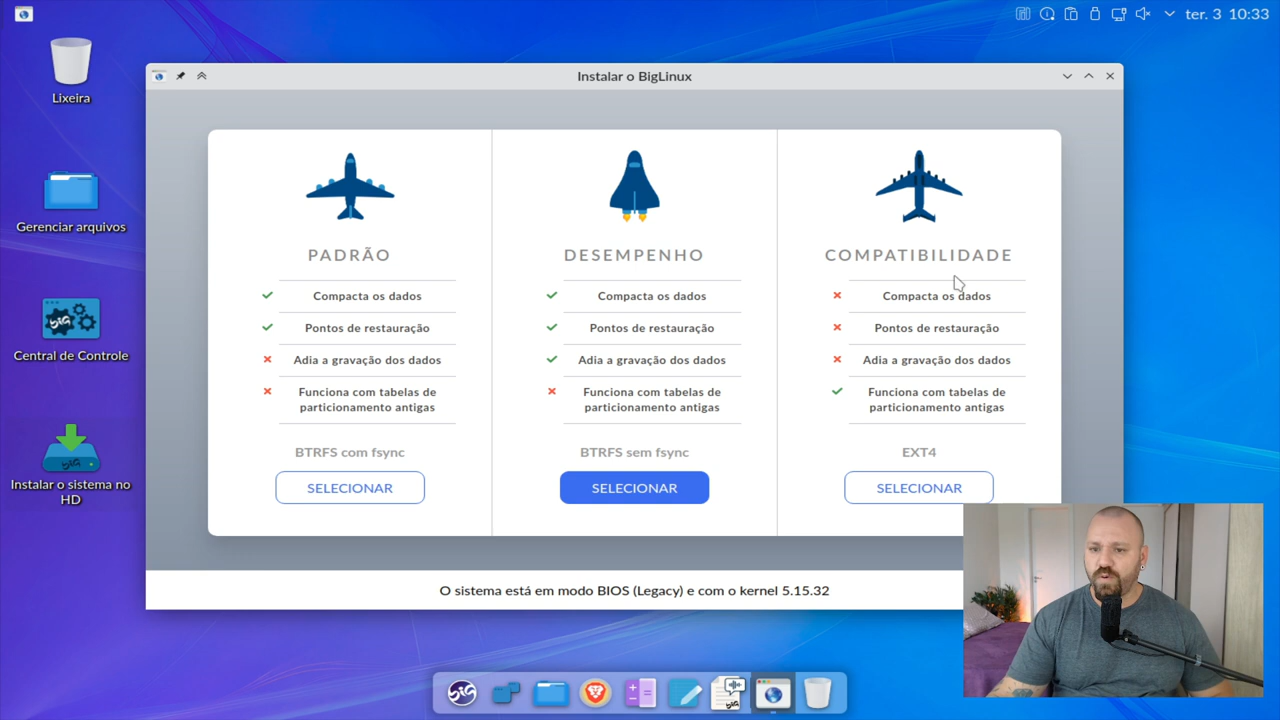 ter. 3 10:33
Lixeira
Gerenciar arquivos
big
Central de Controle
big
Instalar o sistema no
HD
Instalar o BigLinux
PADRÃO
Compacta os dados
Pontos de restauração
Adia a gravação dos dados
Funciona com tabelas de
particionamento antigas
BTRFS com fsync
SELECIONAR
DESEMPENHO
Compacta os dados
Pontos de restauração
Adia a gravação dos dados
Funciona com tabelas de
particionamento antigas
BTRFS sem fsync
SELECIONAR
COMPATIBILIDADE
Compacta os dados
Pontos de restauração
Adia a gravação dos dados
Funciona com tabelas de
particionamento antigas
EXT4
SELECIONAR
O sistema está em modo BIOS (Legacy) e com o kernel 5.15.32
big
big